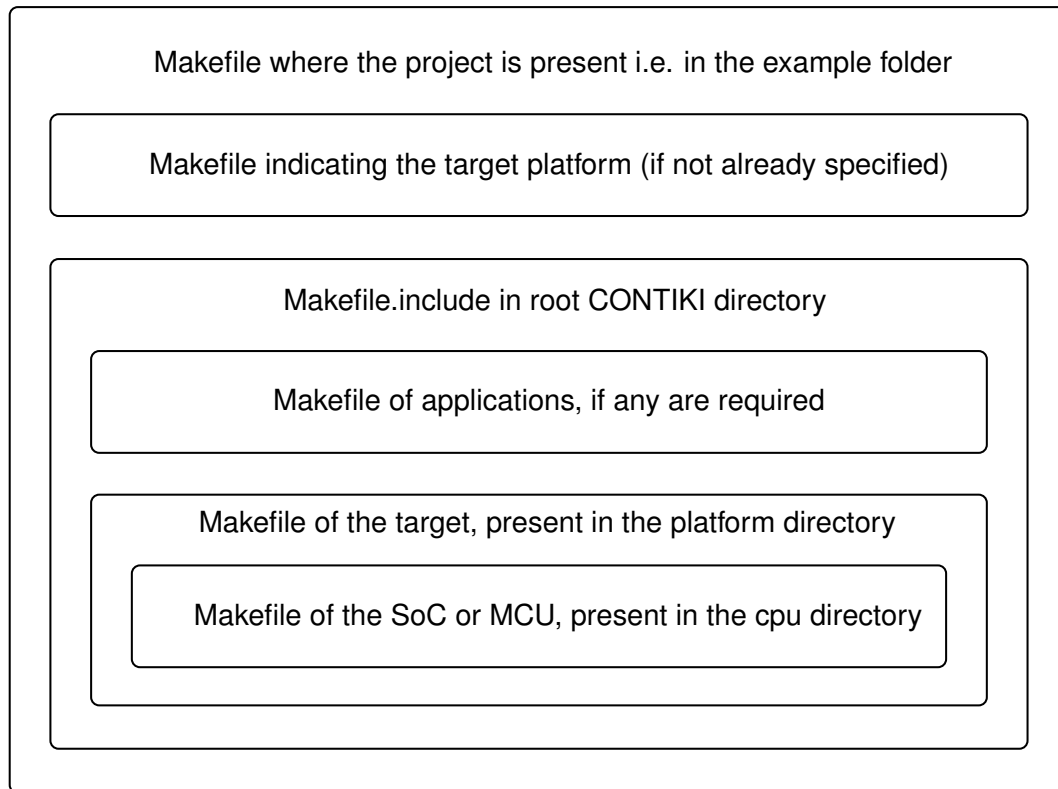 Makefile where the project is present i.e. in the example folder
Makefile indicating the target platform (if not already specified)
Makefile.include in root CONTIKI directory
Makefile of applications, if any are required
Makefile of the target, present in the platform directory
Makefile of the SoC or MCU, present in the cpu directory